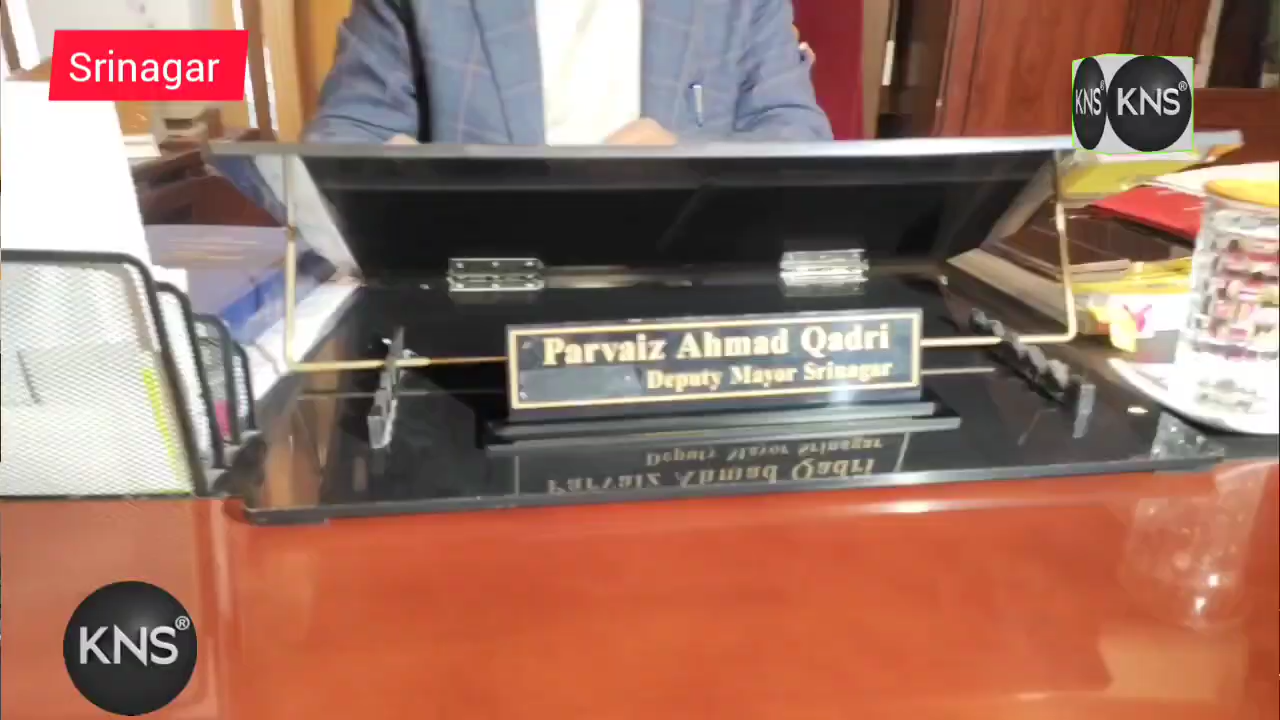 Srinagar
KNS®
KNS®
Parvaiz Ahmad Qadri
Deputy Mayor Srinagar
KNS®